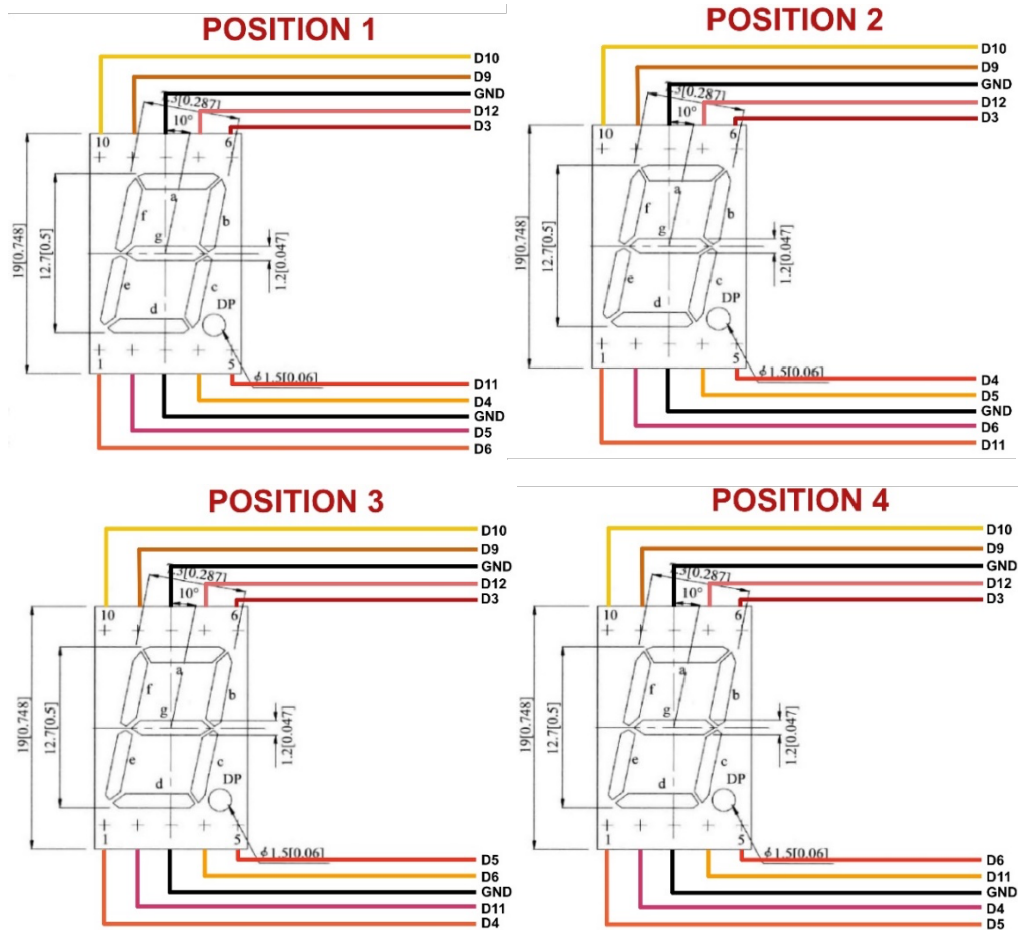 POSITION 1
D10
D9
GND
.3[0.287]
D12
10°
D3
10
6
a
f
b
g
19[0.748]
12.7[0.5]
1.2[0.047]
e
c
d
DP
1
5
ϕ1.5[0.06]
D11
D4
GND
D5
D6
POSITION 2
D10
D9
GND
.3[0.287]
D12
10°
D3
10
6
a
f
b
g
19[0.748]
12.7[0.5]
1.2[0.047]
e
c
d
DP
1
5
ϕ1.5[0.06]
D4
D5
GND
D6
D11
POSITION 3
D10
D9
GND
.3[0.287]
D12
10°
D3
10
6
a
f
b
g
19[0.748]
12.7[0.5]
1.2[0.047]
e
c
d
DP
1
5
ϕ1.5[0.06]
D5
D6
GND
D11
D4
POSITION 4
D10
D9
GND
.3[0.287]
D12
10°
D3
10
6
a
f
b
g
19[0.748]
12.7[0.5]
1.2[0.047]
e
c
d
DP
1
5
ϕ1.5[0.06]
D6
D11
GND
D4
D5